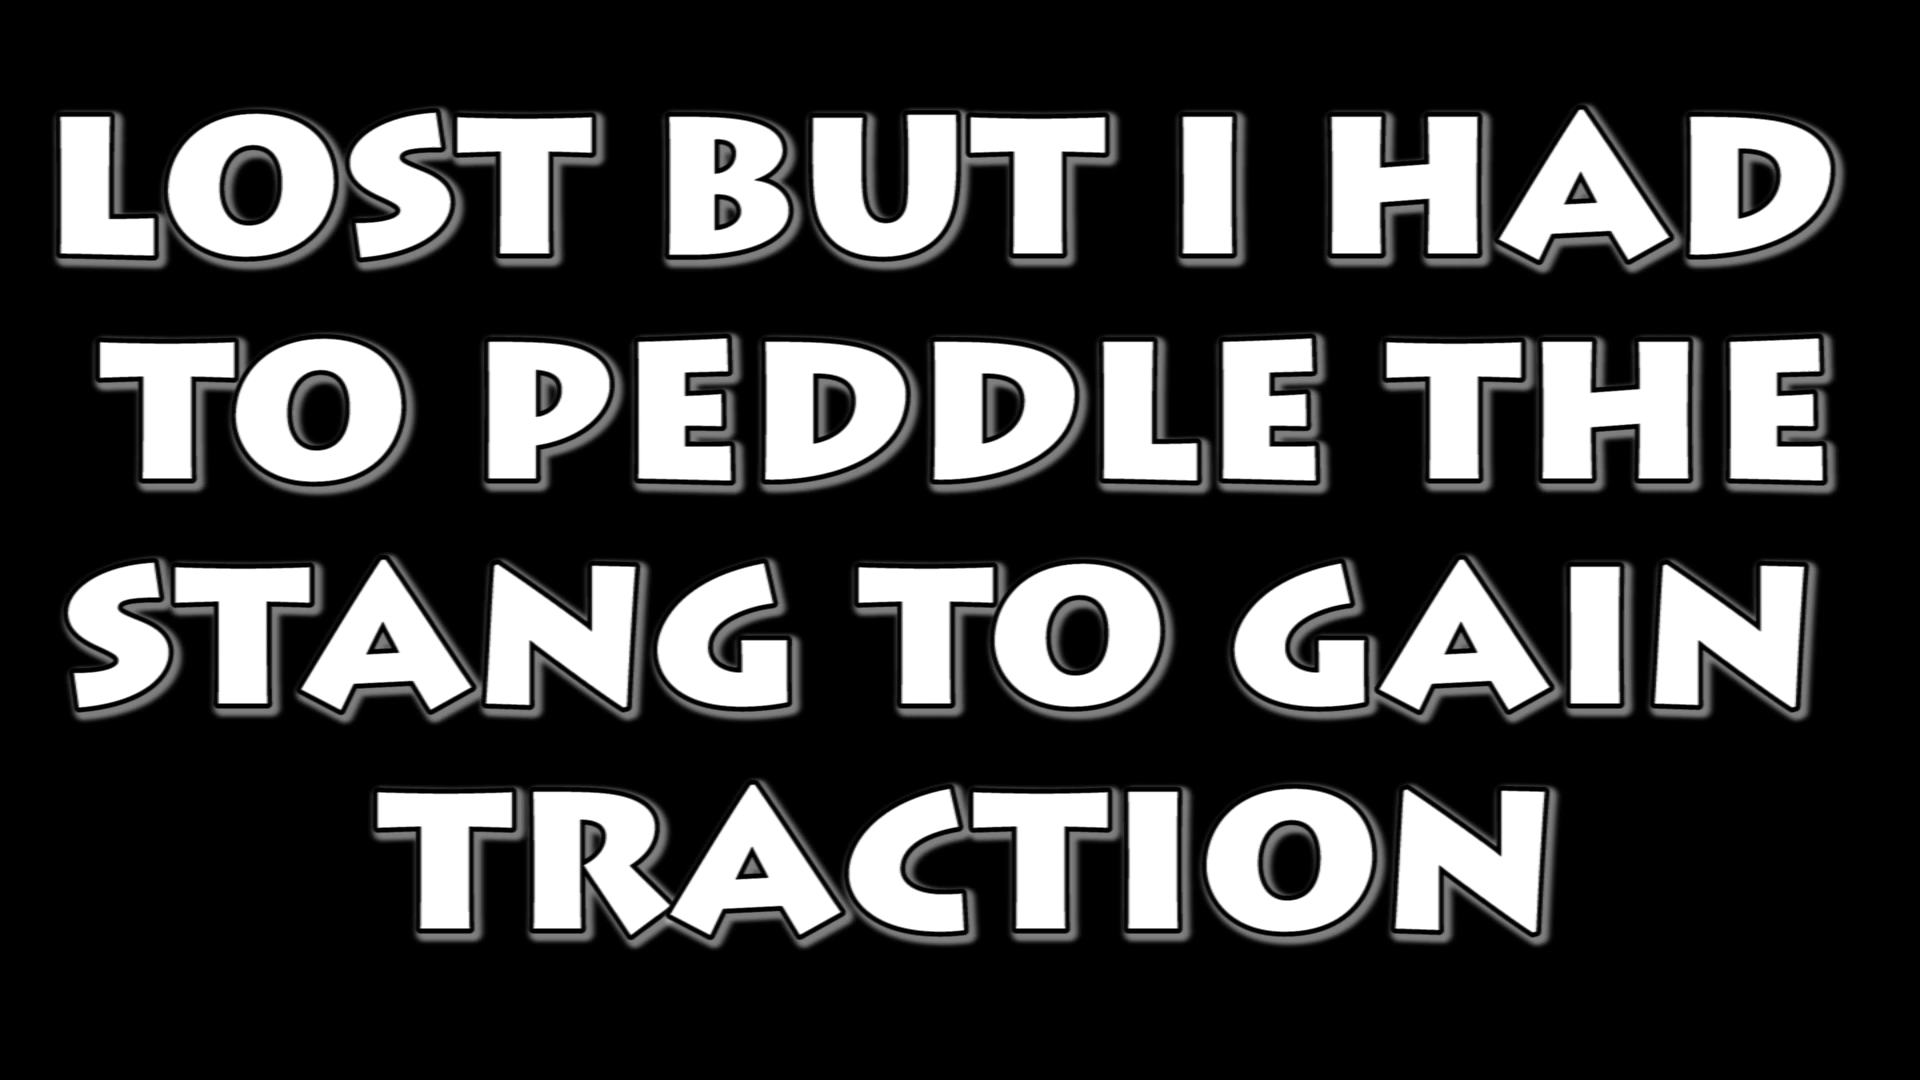 LOST BUT I HAD
TO PEDDLE THE
STANG TO GAIN
TRACTION